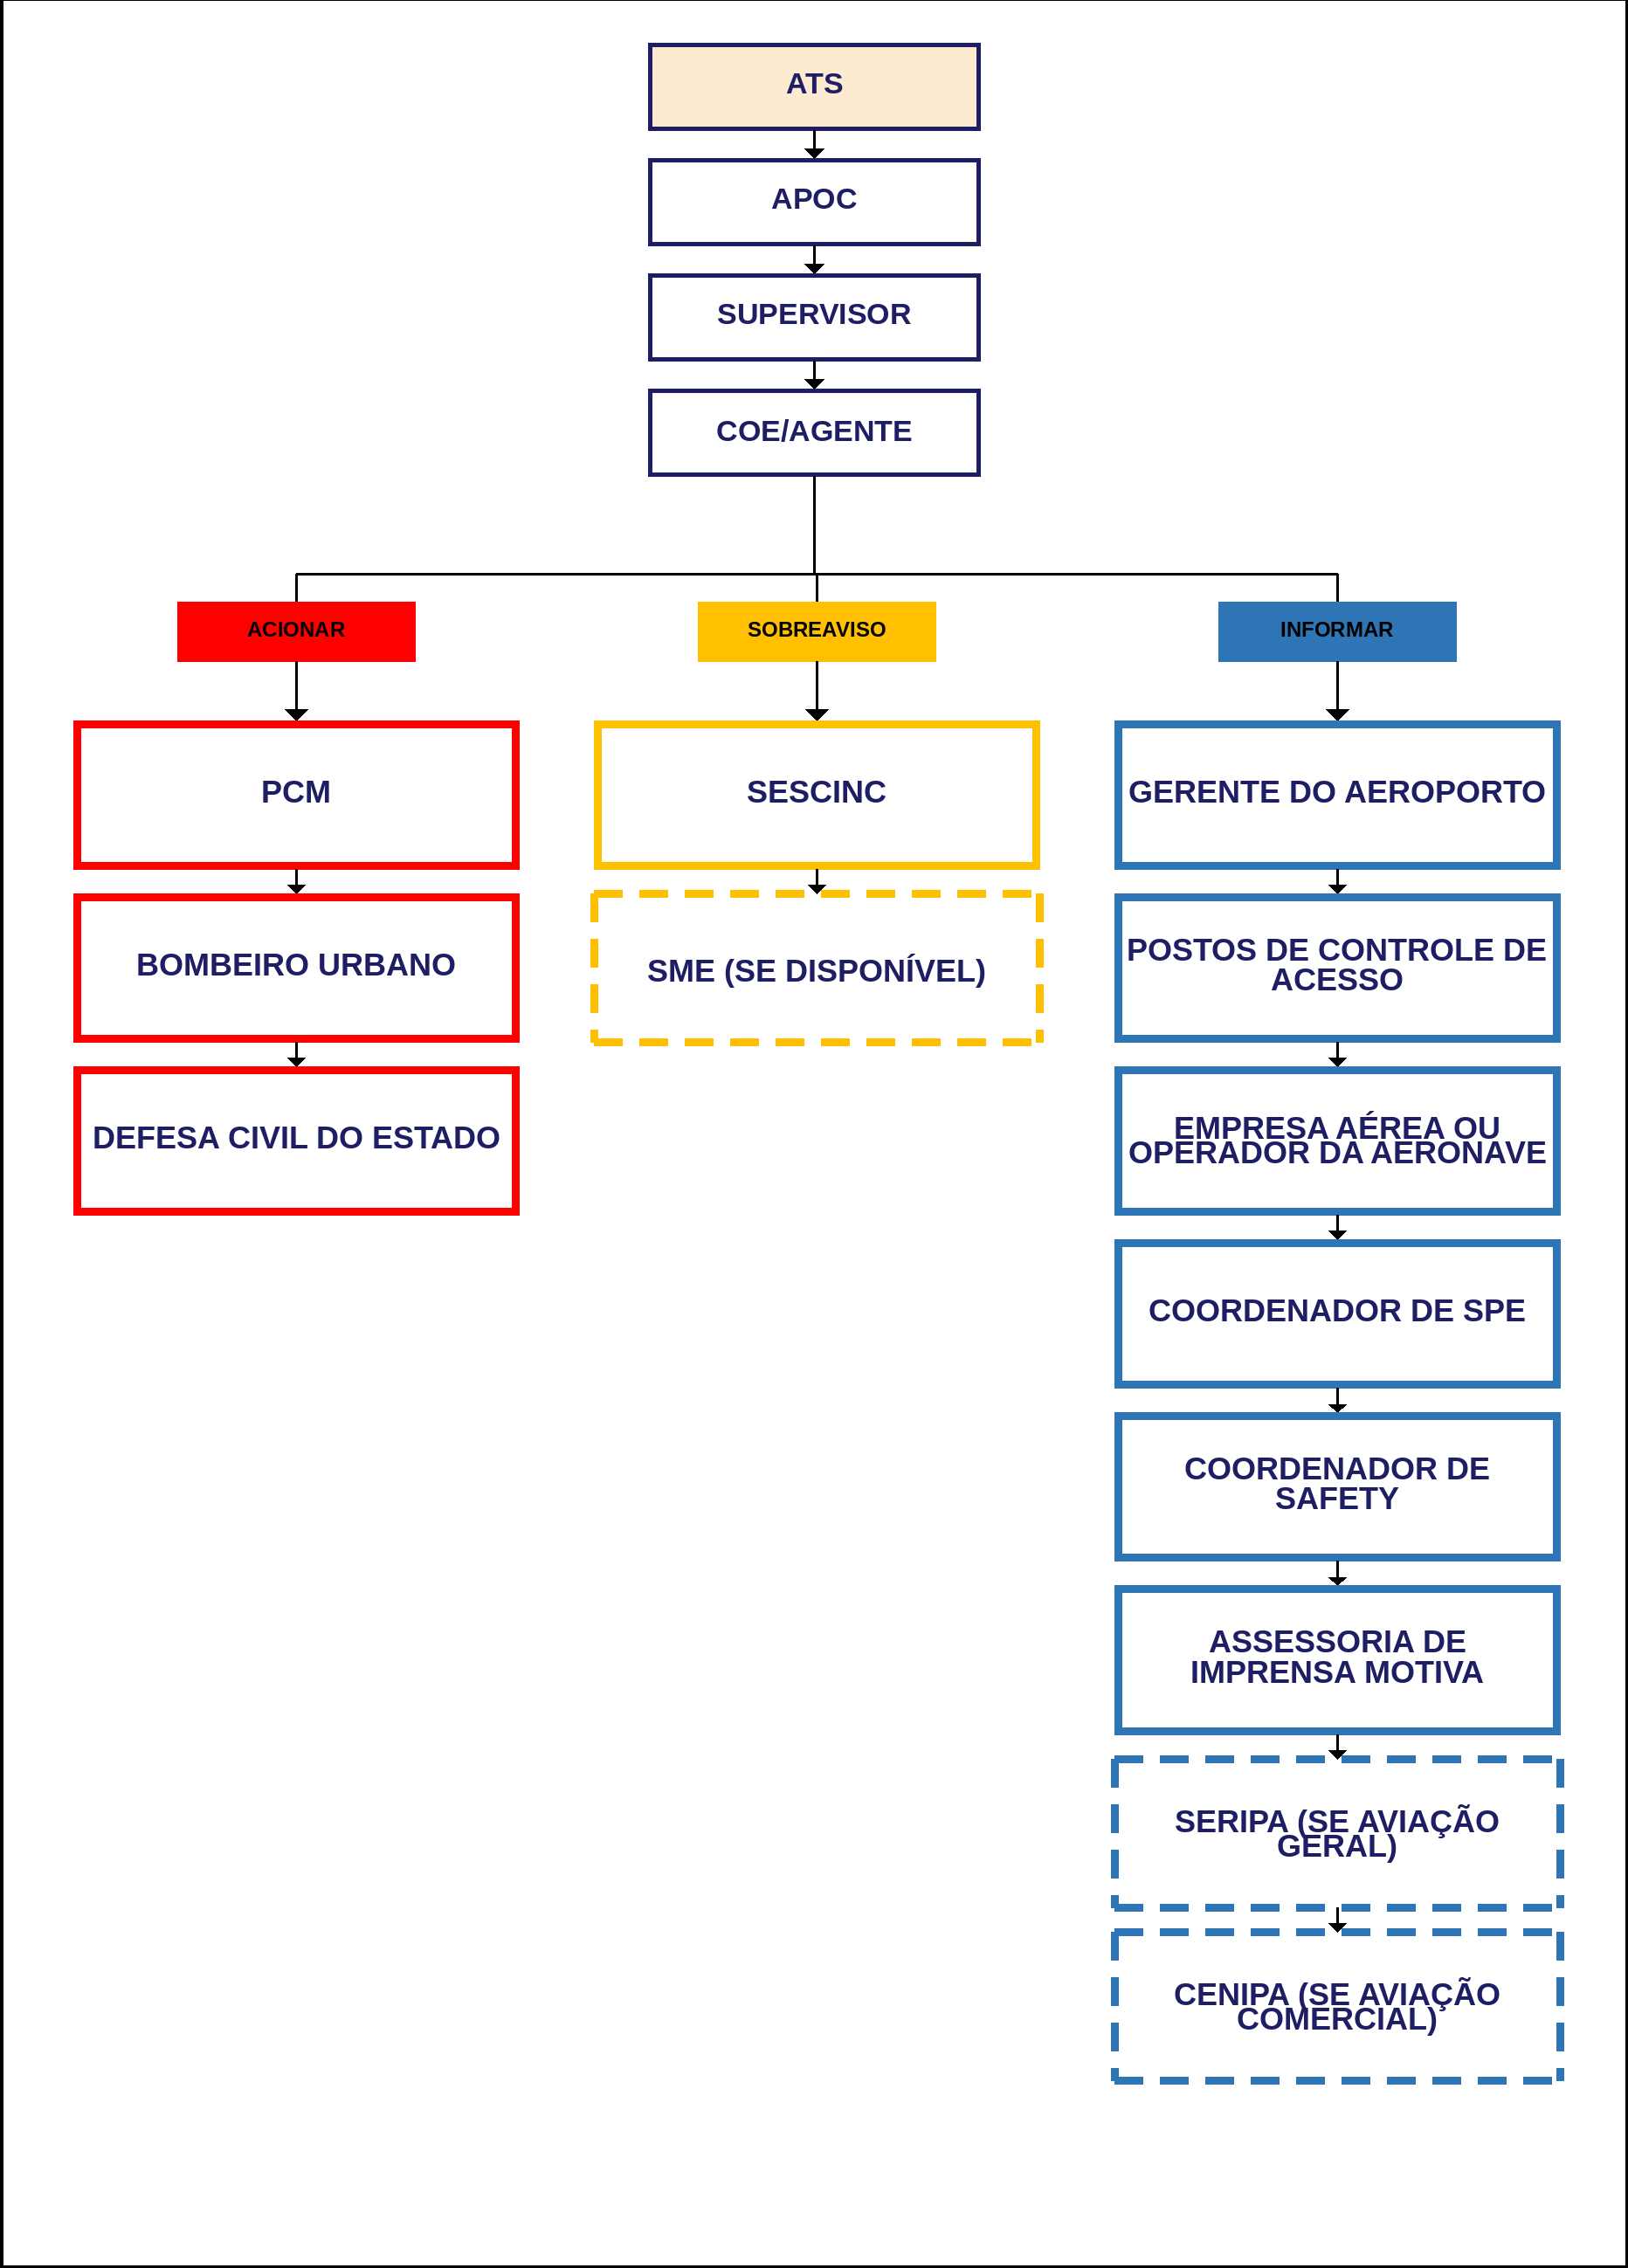 ATS
APOC
SUPERVISOR
COE/AGENTE
ACIONAR
SOBREAVISO
INFORMAR
PCM
BOMBEIRO URBANO
DEFESA CIVIL DO ESTADO
SESCINC
SME (SE DISPONÍVEL)
GERENTE DO AEROPORTO
POSTOS DE CONTROLE DE
ACESSO
EMPRESA AÉREA OU
OPERADOR DA AERONAVE
COORDENADOR DE SPE
COORDENADOR DE
SAFETY
ASSESSORIA DE
IMPRENSA MOTIVA
SERIPA (SE AVIAÇÃO
GERAL)
CENIPA (SE AVIAÇÃO
COMERCIAL)